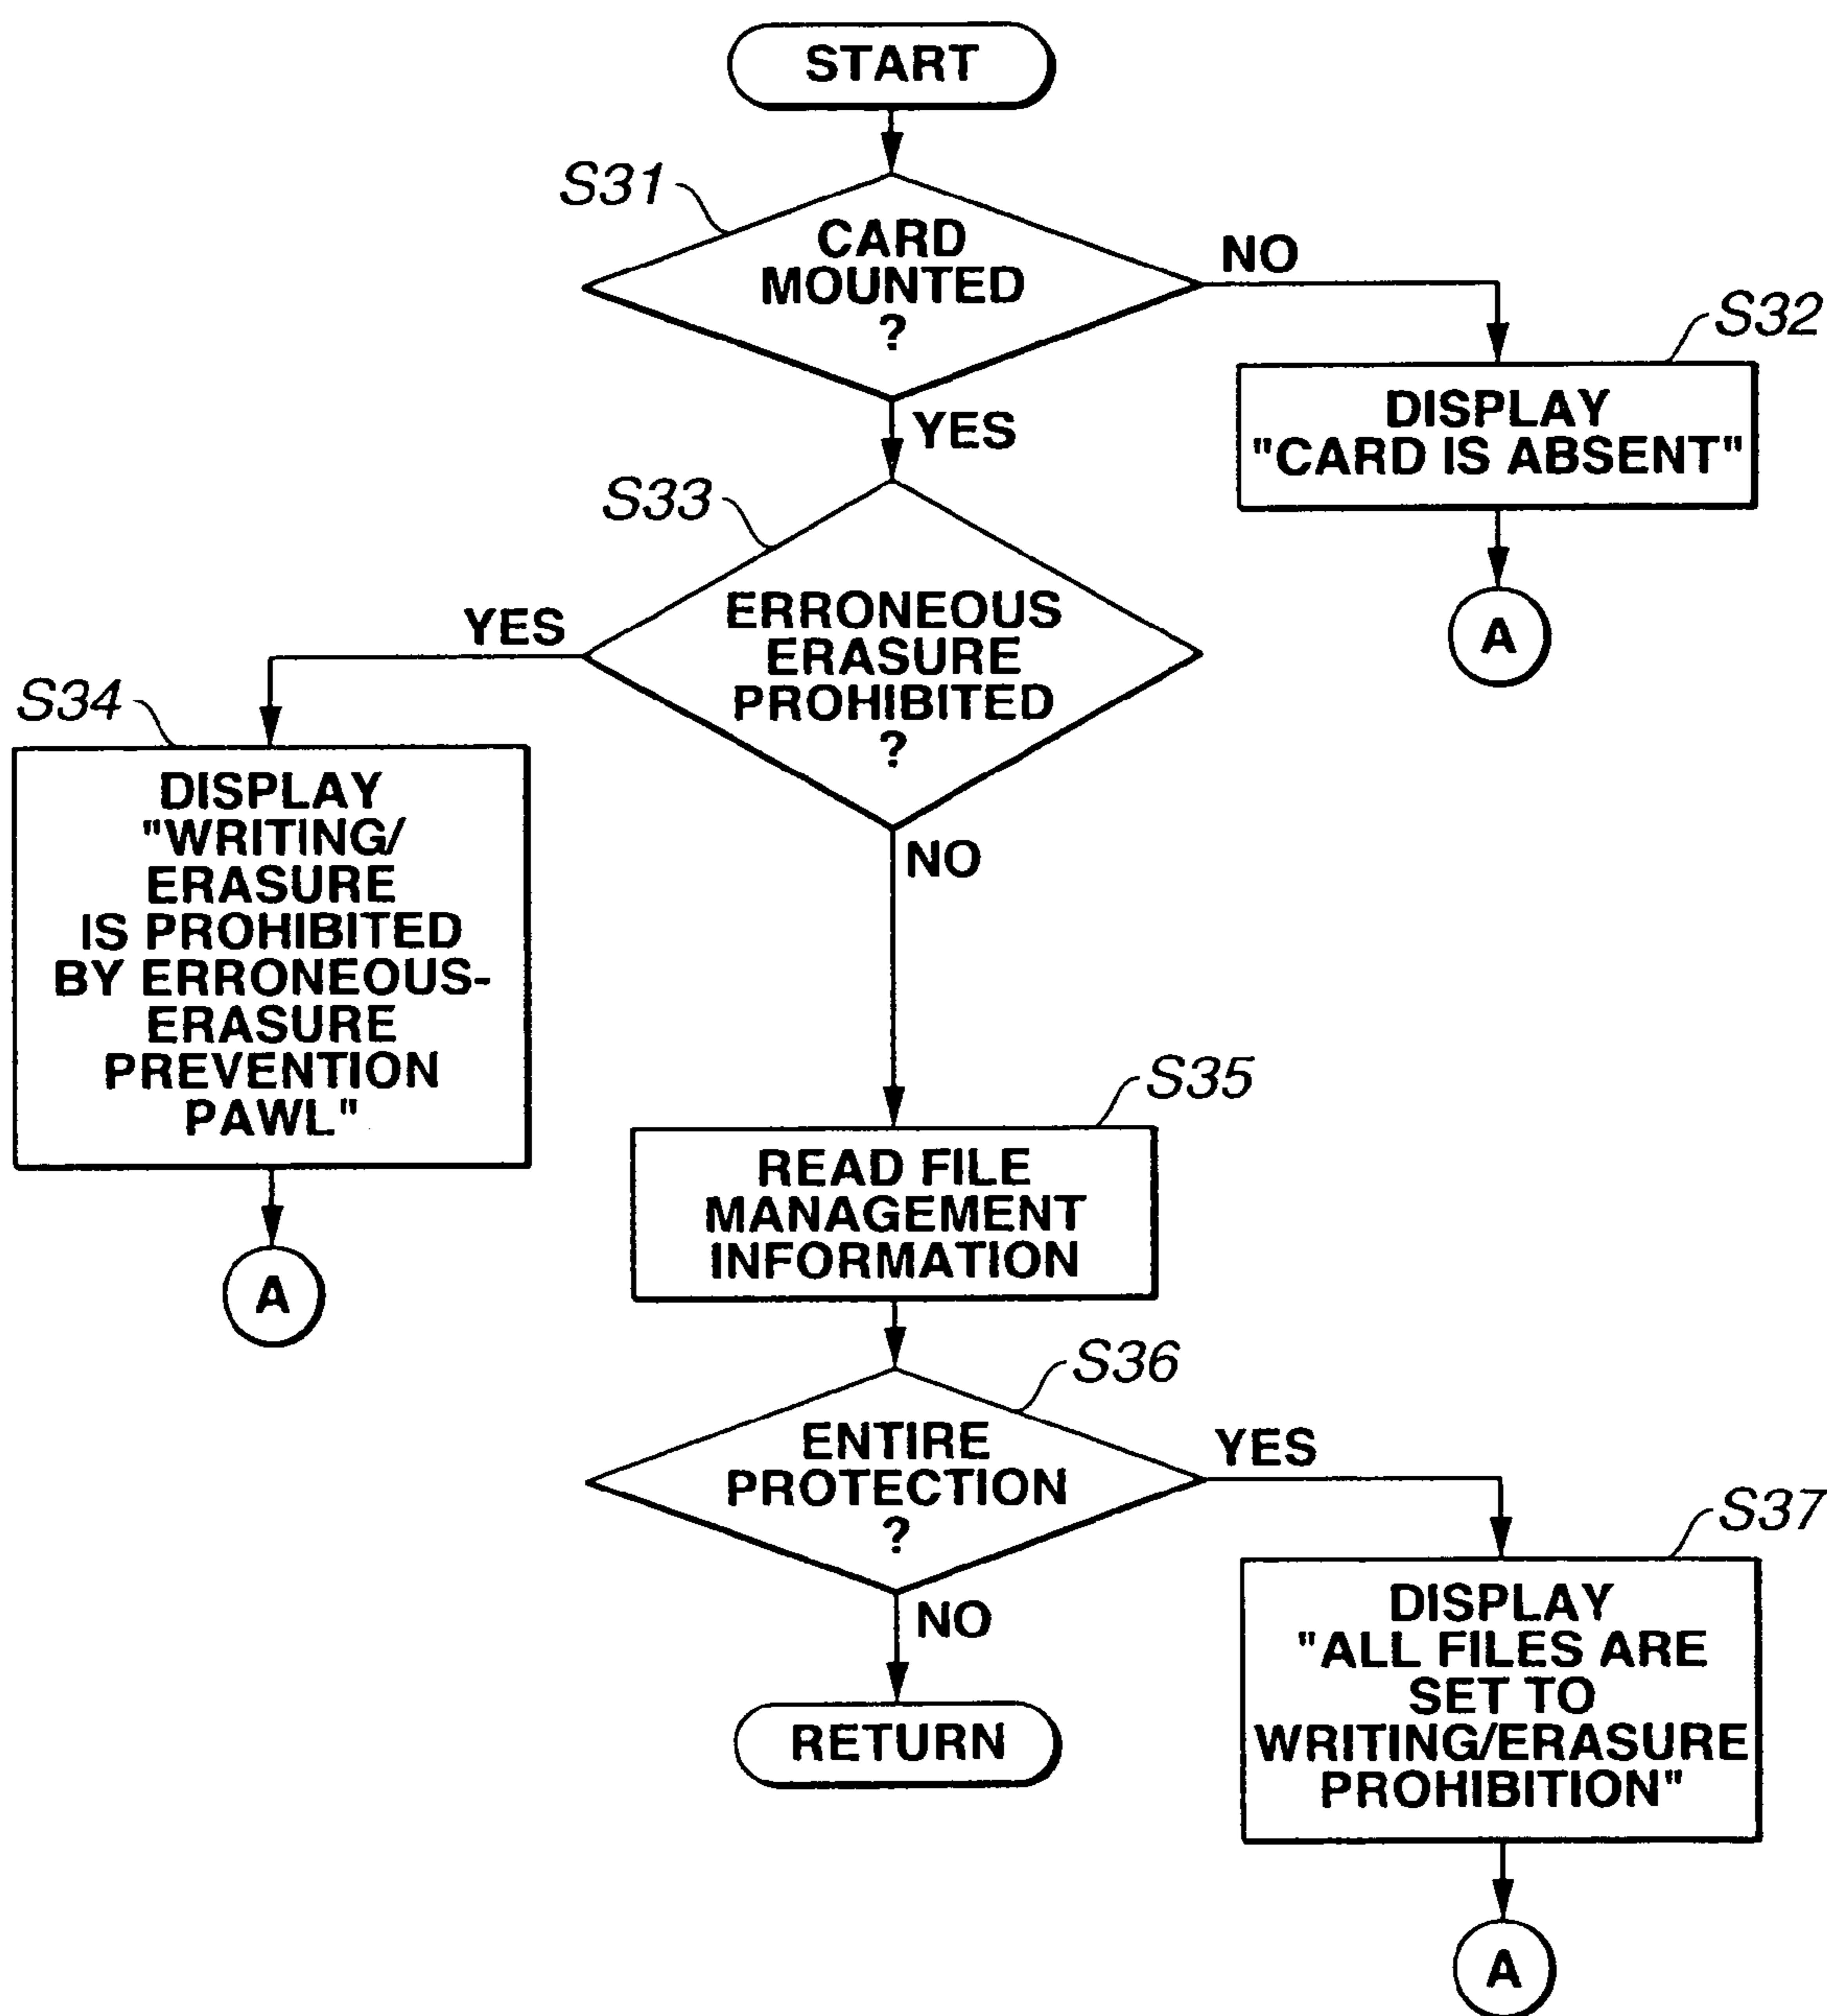 START
S31
CARD
MOUNTED
?
NO
S32
DISPLAY
"CARD IS ABSENT"
A
YES
S33
ERRONEOUS
ERASURE
PROHIBITED
?
YES
S34
DISPLAY
"WRITING/
ERASURE
IS PROHIBITED
BY ERRONEOUS-
ERASURE
PREVENTION
PAWL"
A
NO
S35
READ FILE
MANAGEMENT
INFORMATION
S36
ENTIRE
PROTECTION
?
YES
S37
DISPLAY
"ALL FILES ARE
SET TO
WRITING/ERASURE
PROHIBITION"
A
NO
RETURN